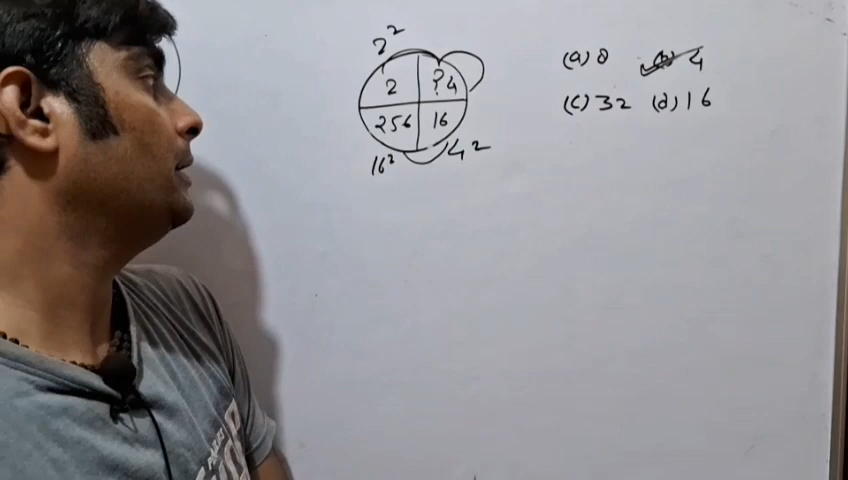 2²
2 ? 4
256 16
16² 4²
(a) 8 (b) 4
(c) 32 (d) 16